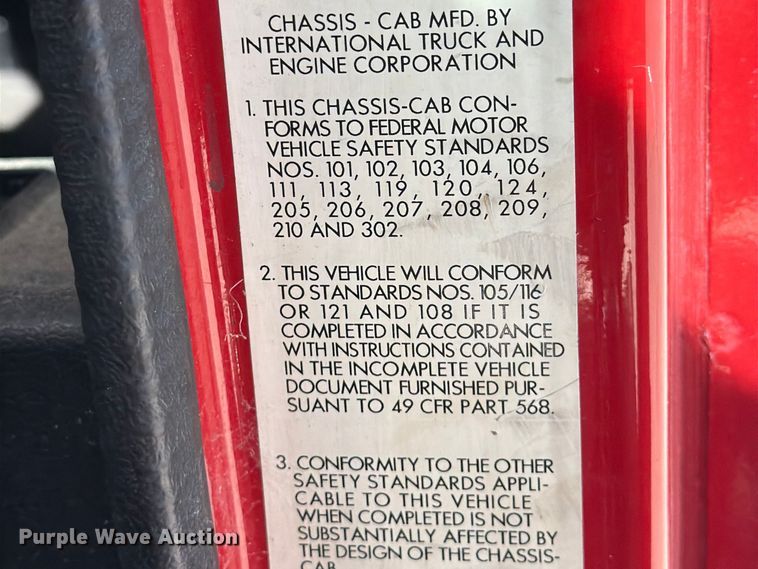 CHASSIS - CAB MFD. BY
INTERNATIONAL TRUCK AND
ENGINE CORPORATION
1. THIS CHASSIS-CAB CON-
FORMS TO FEDERAL MOTOR
VEHICLE SAFETY STANDARDS
NOS. 101, 102, 103, 104, 106,
111, 113, 119, 120, 124,
205, 206, 207, 208, 209,
210 AND 302.
2. THIS VEHICLE WILL CONFORM
TO STANDARDS NOS. 105/116
OR 121 AND 108 IF IT IS
COMPLETED IN ACCORDANCE
WITH INSTRUCTIONS CONTAINED
IN THE INCOMPLETE VEHICLE
DOCUMENT FURNISHED PUR-
SUANT TO 49 CFR PART 568.
3. CONFORMITY TO THE OTHER
SAFETY STANDARDS APPLI-
CABLE TO THIS VEHICLE
WHEN COMPLETED IS NOT
SUBSTANTIALLY AFFECTED BY
THE DESIGN OF THE CHASSIS-
CAB
Purple Wave Auction